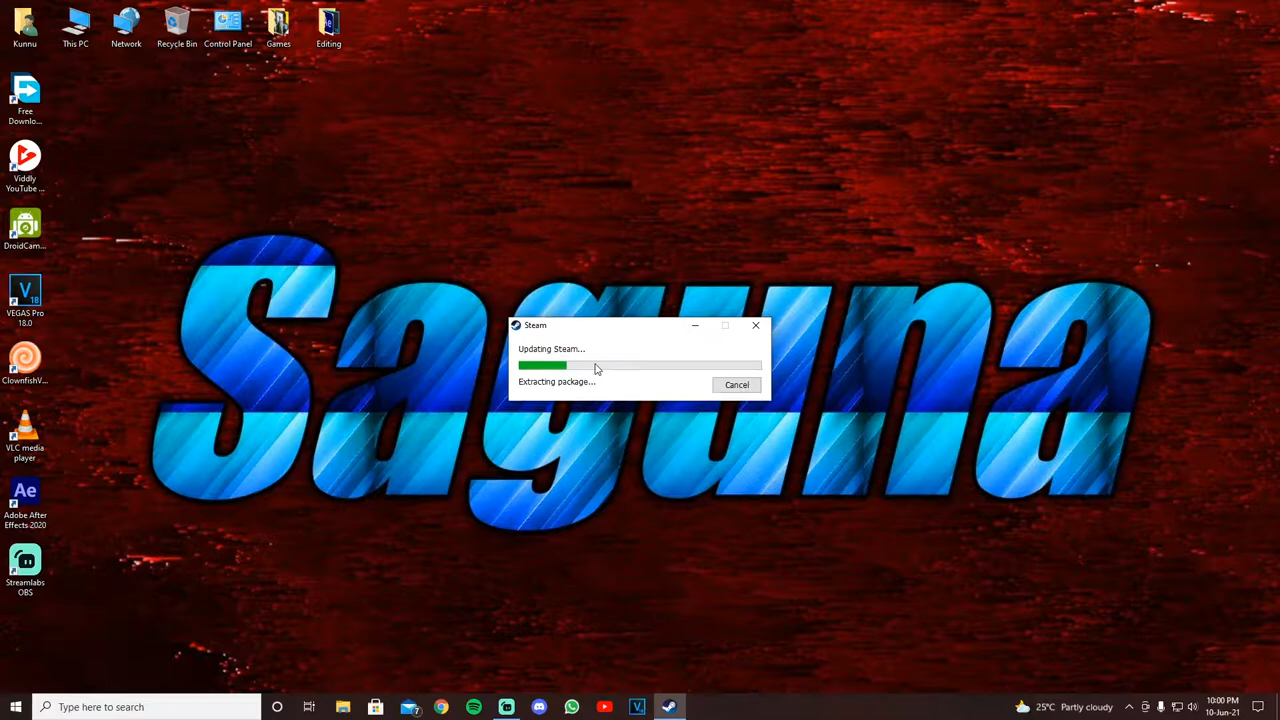 Kunnu
This PC
Network
Recycle Bin
Control Panel
Games
Editing
Free
Downlo...
Viddly
YouTube ...
DroidCam...
VEGAS Pro
18.0
ClownfishV...
VLC media
player
Adobe After
Effects 2020
Streamlabs
OBS
Saguna
Steam
Updating Steam...
Extracting package...
Cancel
Type here to search
25°C Partly cloudy
10:00 PM
10-Jun-21